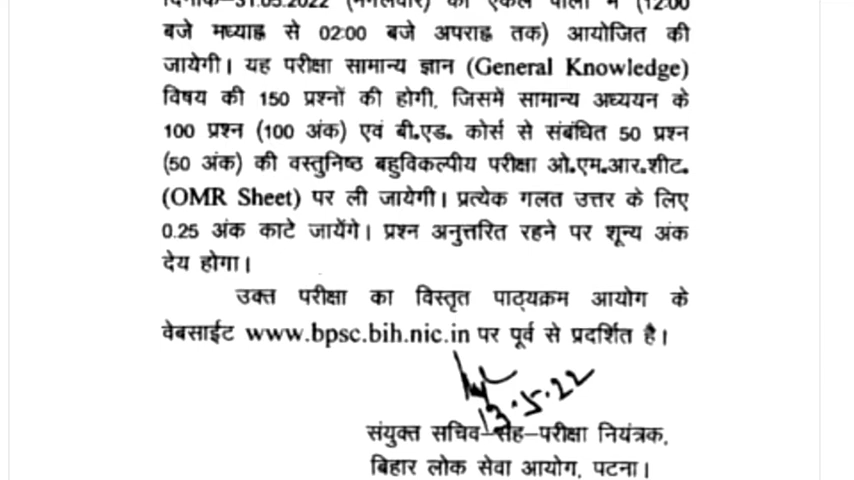 दिनांक–31.05.2022 (मंगलवार) को एकल पाली में (12:00
बजे मध्याह्न से 02:00 बजे अपराह्न तक) आयोजित की
जायेगी। यह परीक्षा सामान्य ज्ञान (General Knowledge)
विषय की 150 प्रश्नों की होगी, जिसमें सामान्य अध्ययन के
100 प्रश्न (100 अंक) एवं बी.एड. कोर्स से संबंधित 50 प्रश्न
(50 अंक) की वस्तुनिष्ठ बहुविकल्पीय परीक्षा ओ.एम.आर.शीट.
(OMR Sheet) पर ली जायेगी। प्रत्येक गलत उत्तर के लिए
0.25 अंक काटे जायेंगे। प्रश्न अनुत्तरित रहने पर शून्य अंक
देय होगा।
उक्त परीक्षा का विस्तृत पाठ्यक्रम आयोग के
वेबसाईट www.bpsc.bih.nic.in पर पूर्व से प्रदर्शित है।
13.5.22
संयुक्त सचिव–सह–परीक्षा नियंत्रक,
बिहार लोक सेवा आयोग, पटना।